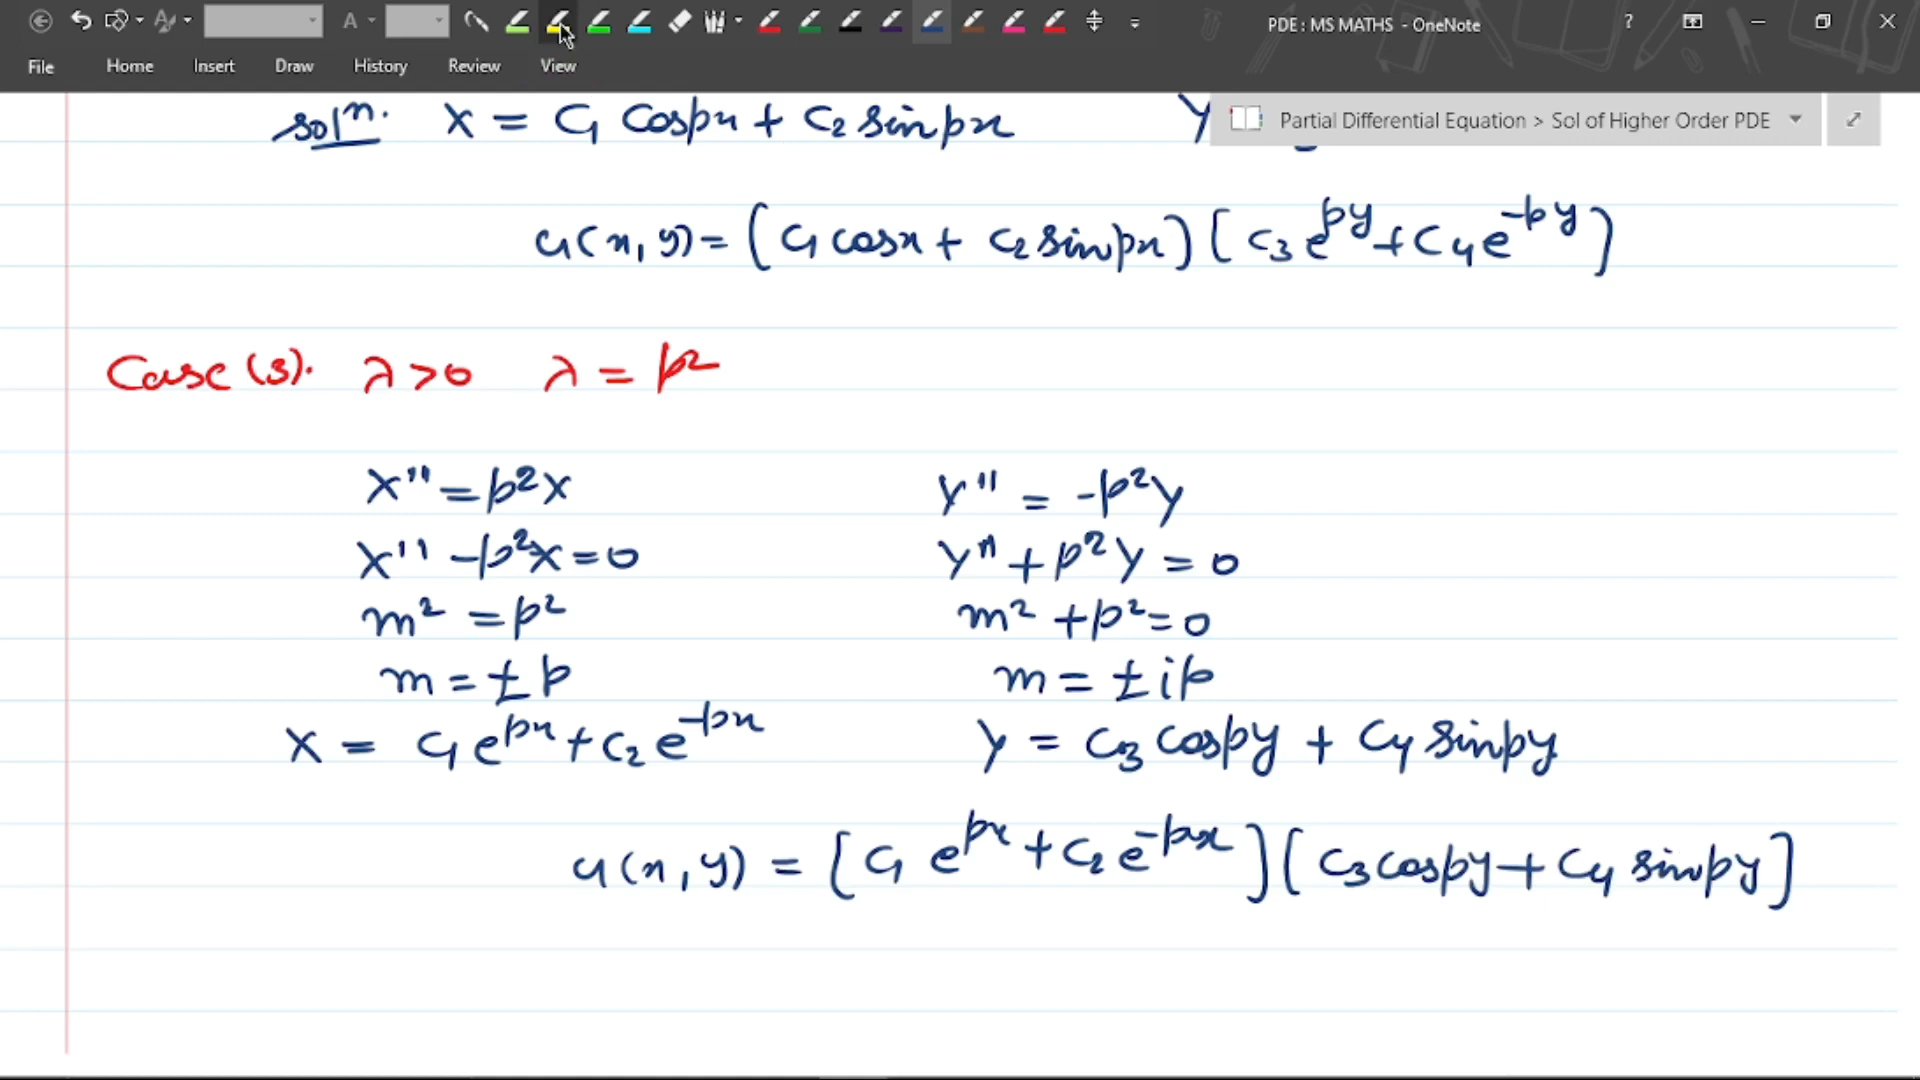 PDE : MS MATHS - OneNote
?
File Home Insert Draw History Review View
Partial Differential Equation > Sol of Higher Order PDE
solⁿ. X = C₁ cospx + C₂ sinpx Y
u(x, y) = (C₁ cosx + C₂ sinpx) [C₃ e^{py} + C₄ e^{-py})
Case (3). λ > 0 λ = p²
X'' = p²X Y'' = -p²Y
X'' - p²X = 0 Y'' + p²Y = 0
m² = p² m² + p² = 0
m = ± p m = ± ip
X = C₁ e^{px} + C₂ e^{-px} Y = C₃ cospy + C₄ sinpy
u(x, y) = [C₁ e^{px} + C₂ e^{-px}] [C₃ cospy + C₄ sinpy]